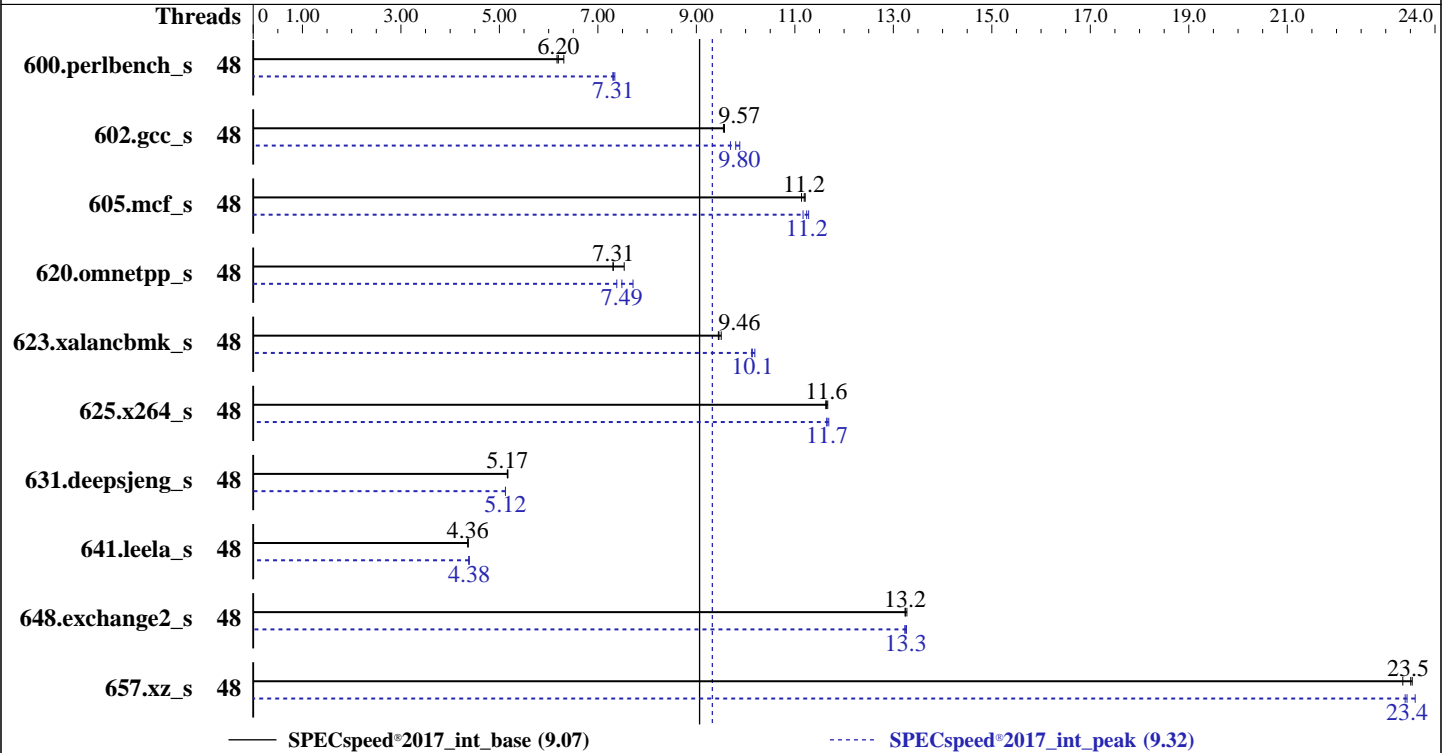 Threads 0 1.00 3.00 5.00 7.00 9.00 11.0 13.0 15.0 17.0 19.0 21.0 24.0
6.20
600.perlbench_s 48
7.31
9.57
602.gcc_s 48
9.80
11.2
605.mcf_s 48
11.2
7.31
620.omnetpp_s 48
7.49
9.46
623.xalancbmk_s 48
10.1
11.6
625.x264_s 48
11.7
5.17
631.deepsjeng_s 48
5.12
4.36
641.leela_s 48
4.38
13.2
648.exchange2_s 48
13.3
23.5
657.xz_s 48
23.4
SPECspeed®2017_int_base (9.07) SPECspeed®2017_int_peak (9.32)